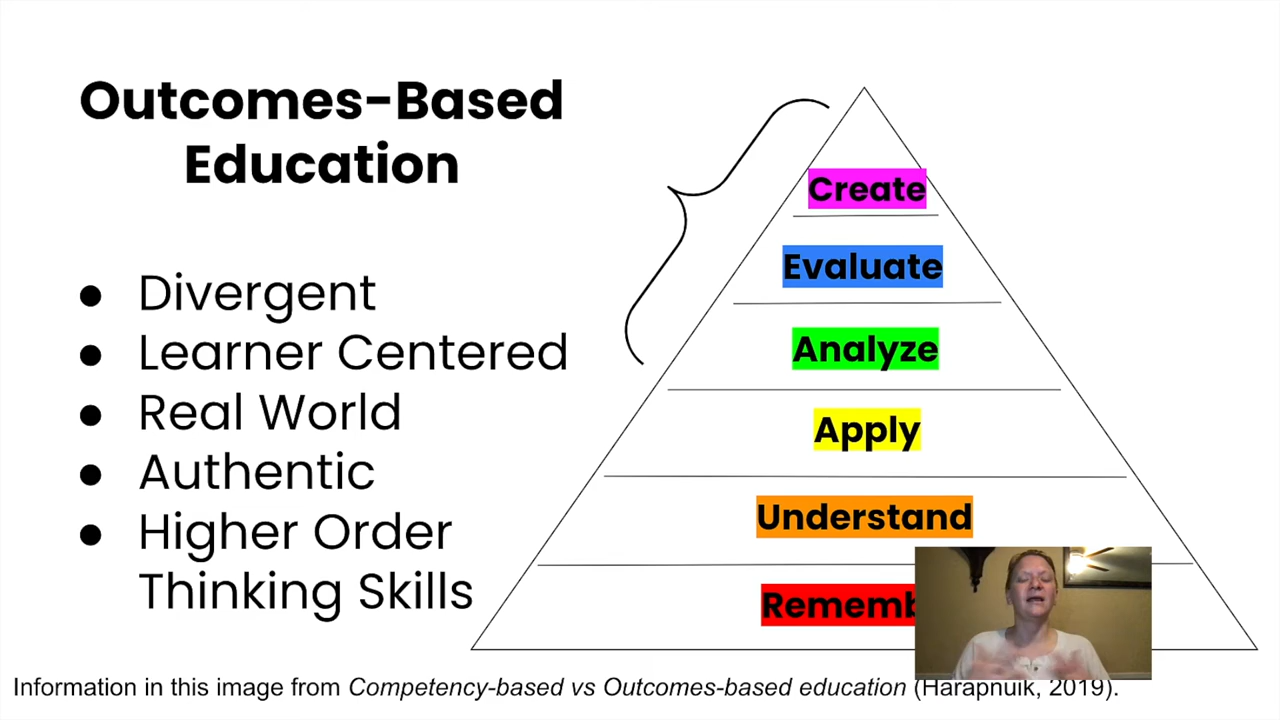 Outcomes-Based
Education
● Divergent
● Learner Centered
● Real World
● Authentic
● Higher Order
Thinking Skills
Create
Evaluate
Analyze
Apply
Understand
Information in this image from Competency-based vs Outcomes-based education (Harapnuik, 2019).